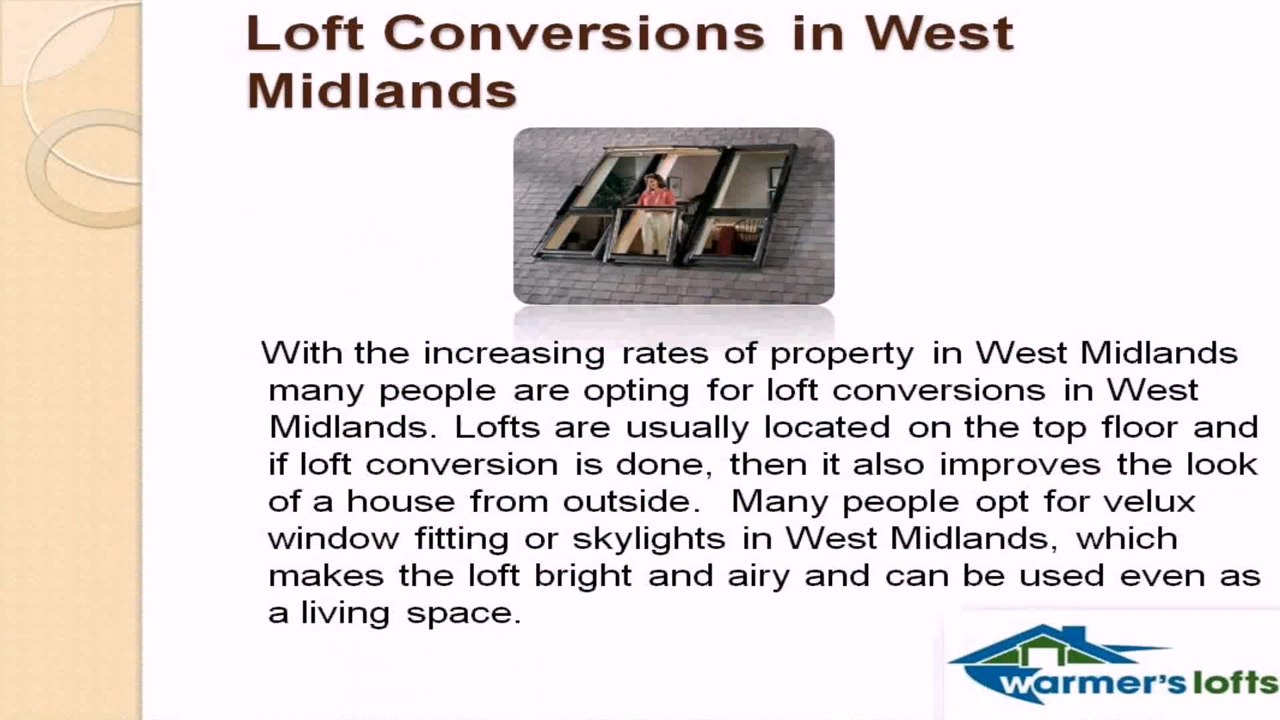 Loft Conversions in West
Midlands
With the increasing rates of property in West Midlands
many people are opting for loft conversions in West
Midlands. Lofts are usually located on the top floor and
if loft conversion is done, then it also improves the look
of a house from outside.  Many people opt for velux
window fitting or skylights in West Midlands, which
makes the loft bright and airy and can be used even as
a living space.
warmer's lofts